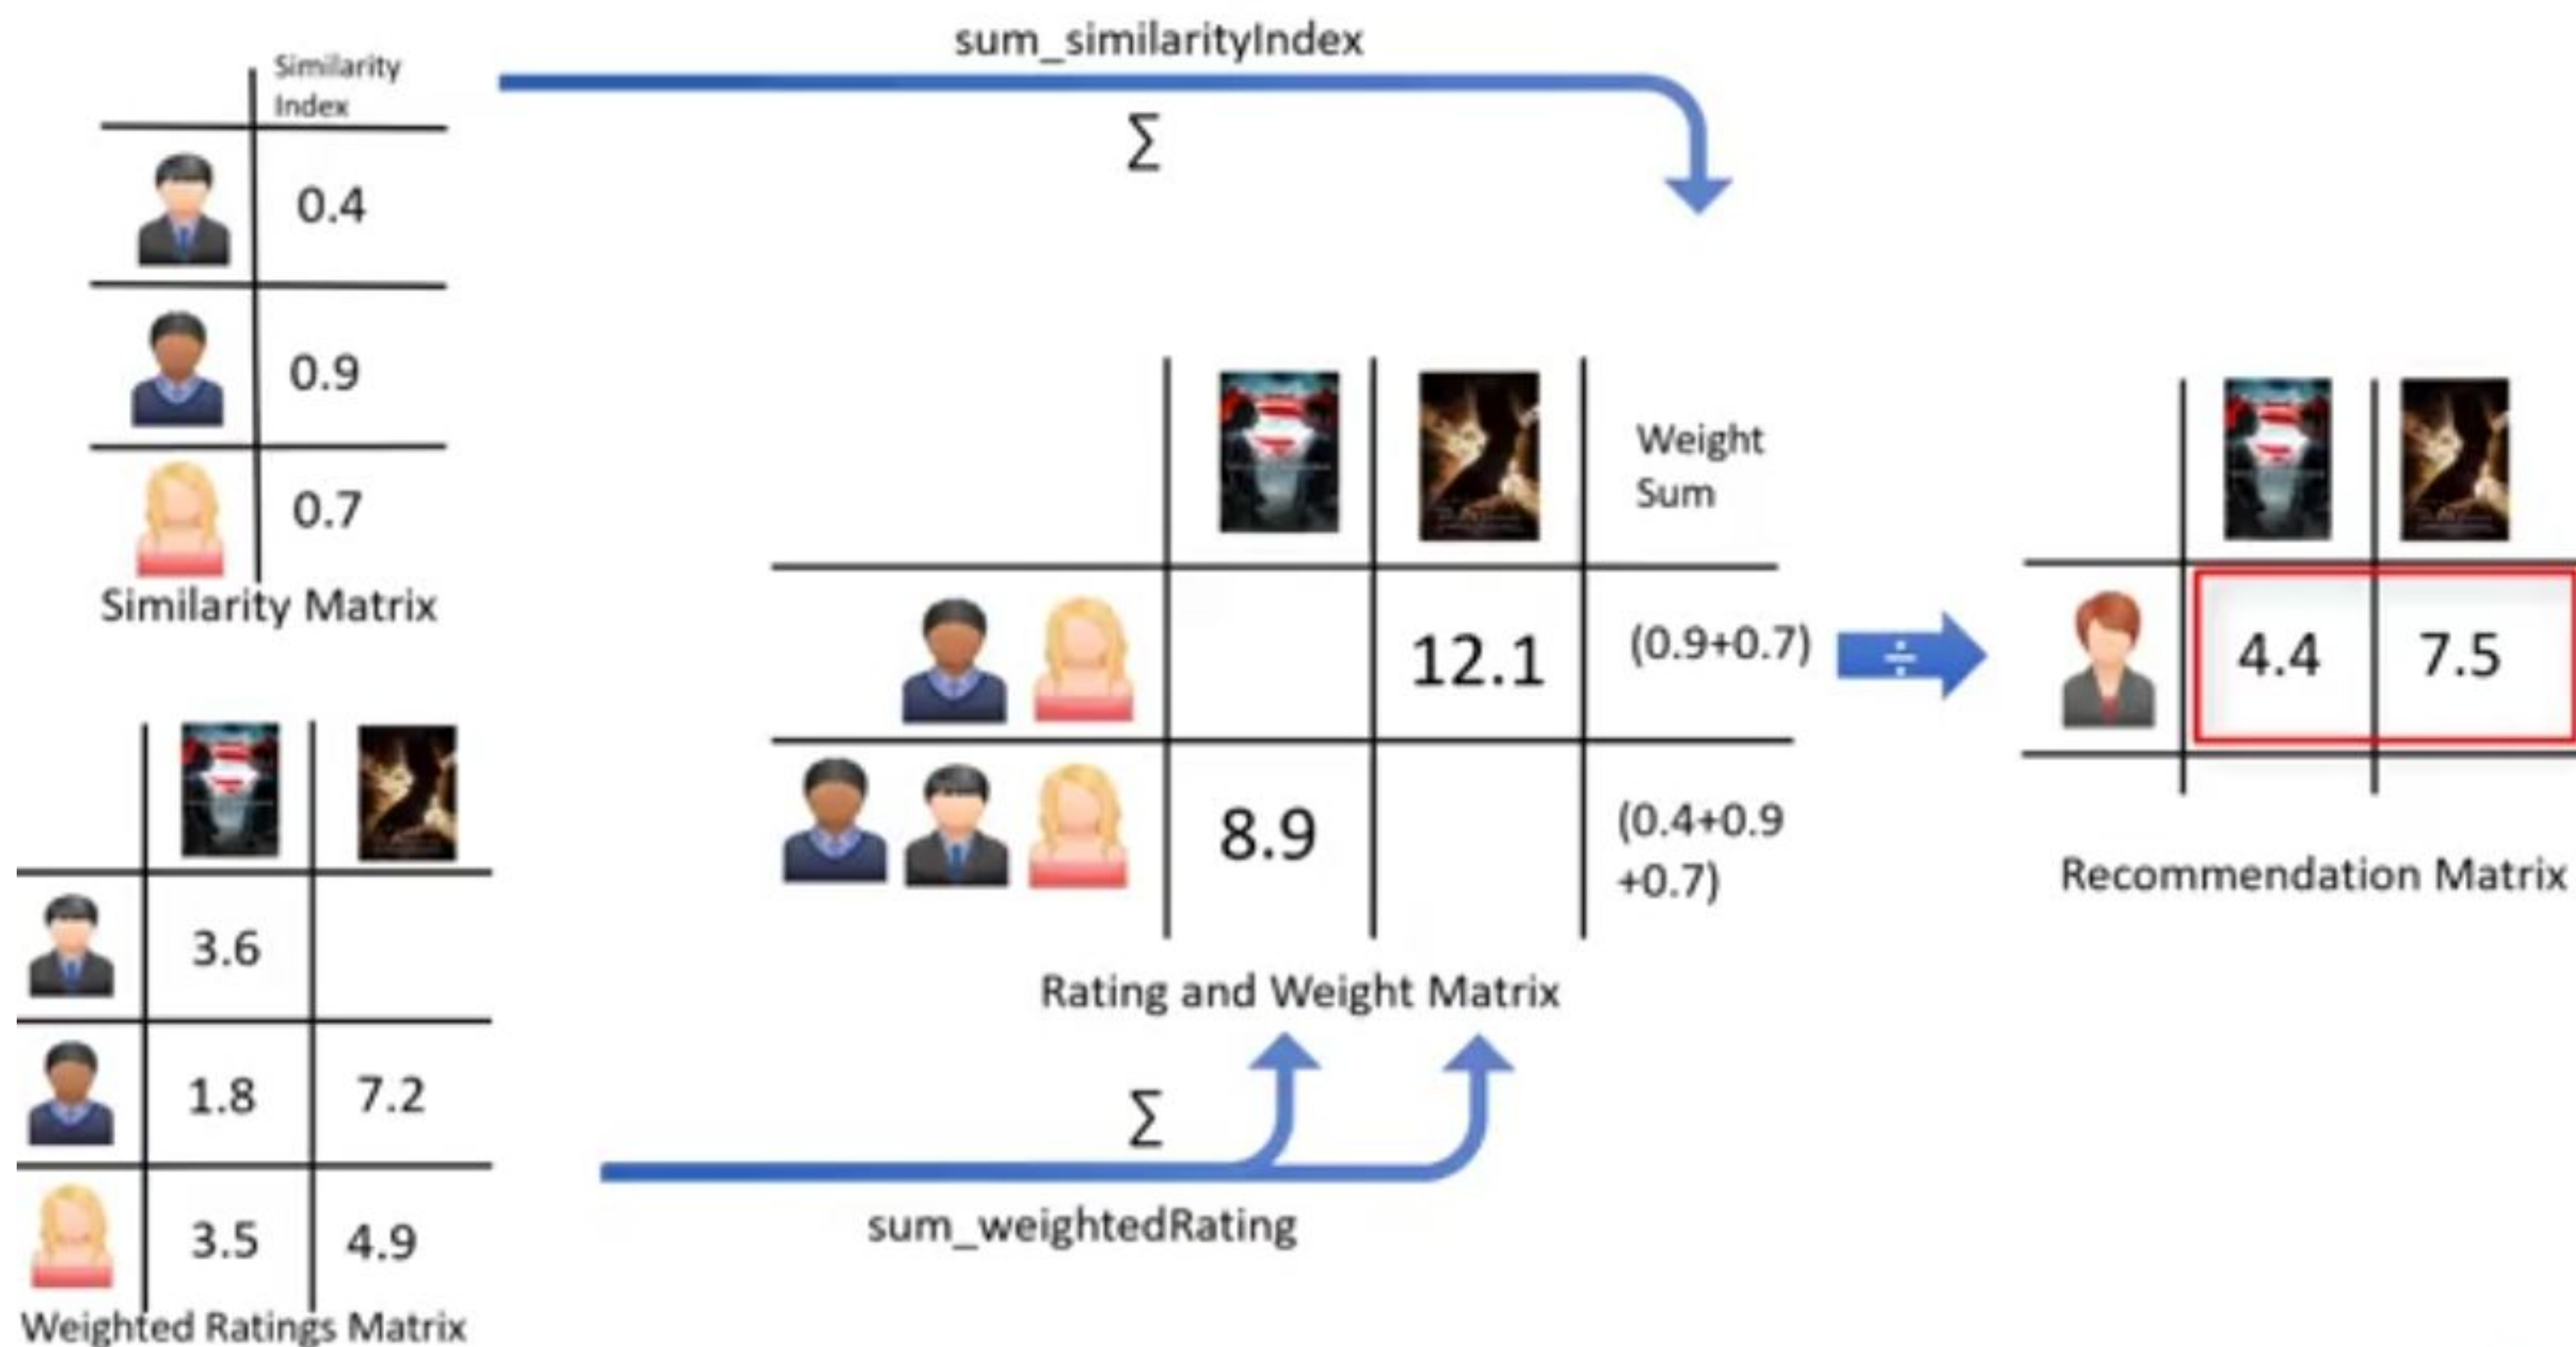 sum_similarityIndex
∑
Similarity
Index
0.4
0.9
0.7
Similarity Matrix
Weight
Sum
12.1
(0.9+0.7)
÷
8.9
(0.4+0.9
+0.7)
Rating and Weight Matrix
4.4
7.5
Recommendation Matrix
3.6
1.8
7.2
3.5
4.9
Weighted Ratings Matrix
∑
sum_weightedRating